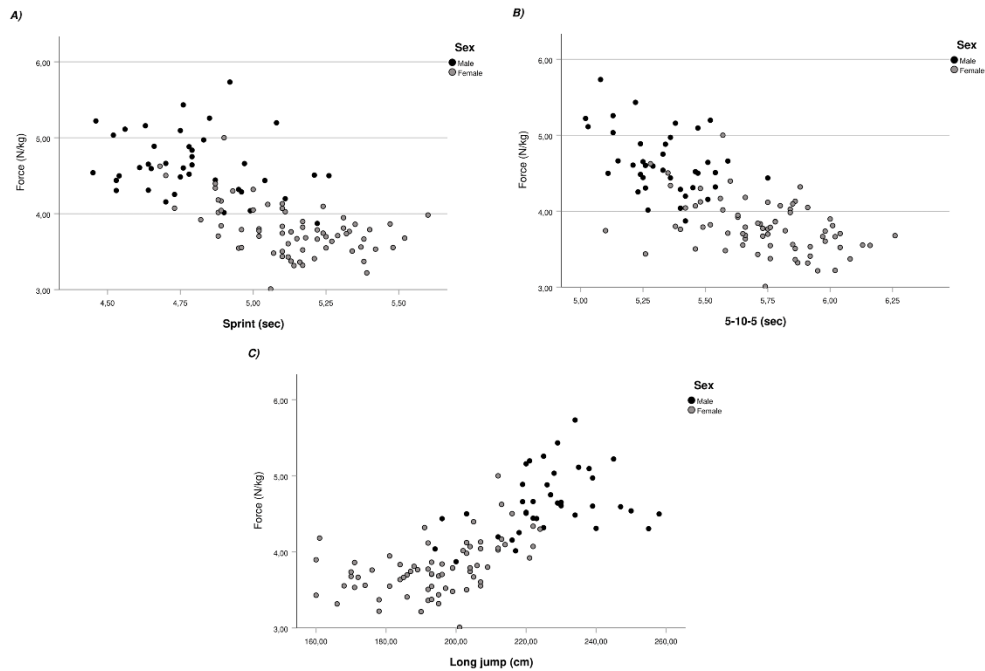 A)
Sex
Male
Female
6,00
5,00
4,00
3,00
Force (N/kg)
4,50 4,75 5,00 5,25 5,50
Sprint (sec)
B)
Sex
Male
Female
6,00
5,00
4,00
3,00
Force (N/kg)
5,00 5,25 5,50 5,75 6,00 6,25
5-10-5 (sec)
C)
Sex
Male
Female
6,00
5,00
4,00
3,00
Force (N/kg)
160,00 180,00 200,00 220,00 240,00 260,00
Long jump (cm)